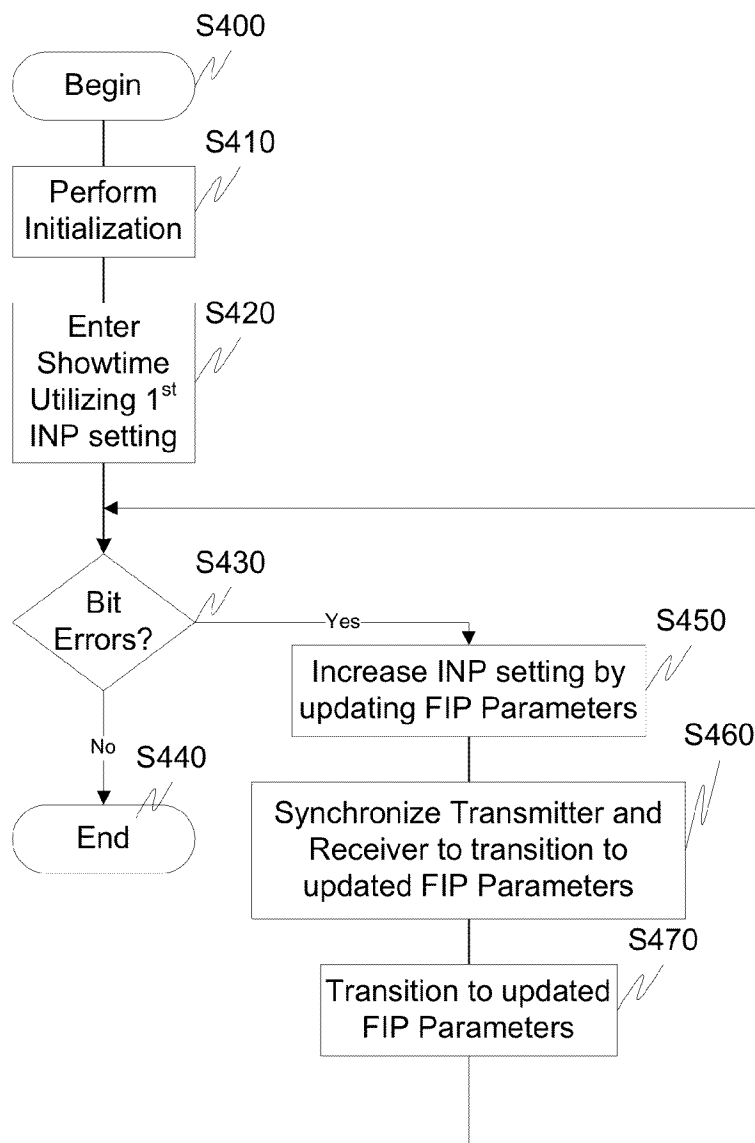 S400
Begin
S410
Perform
Initialization
S420
Enter
Showtime
Utilizing 1st
INP setting
S430
Bit
Errors?
Yes
S450
Increase INP setting by
updating FIP Parameters
No
S440
End
S460
Synchronize Transmitter and
Receiver to transition to
updated FIP Parameters
S470
Transition to updated
FIP Parameters